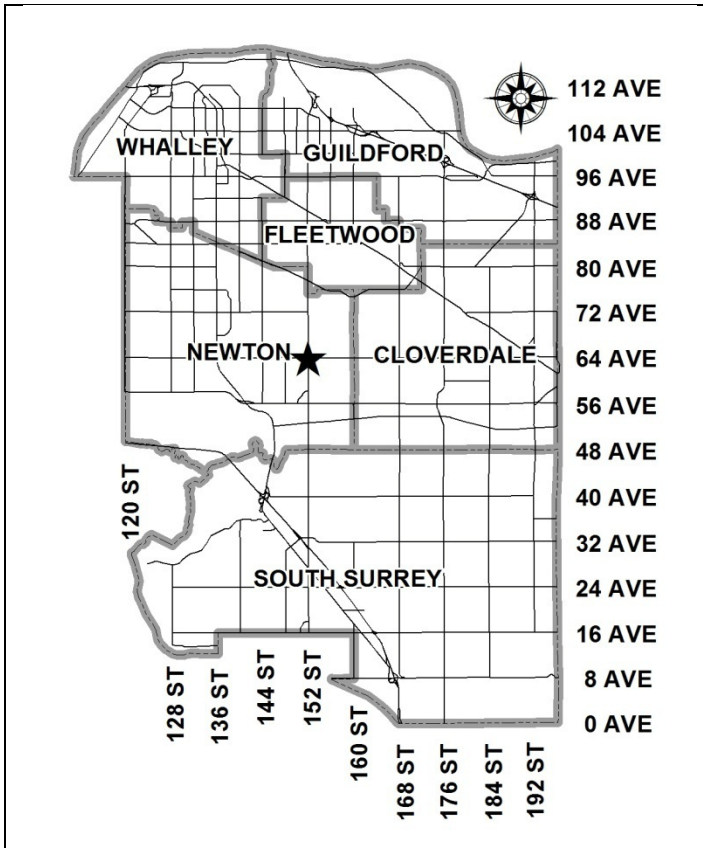 112 AVE
104 AVE
WHALLEY
GUILDFORD
96 AVE
88 AVE
FLEETWOOD
80 AVE
72 AVE
NEWTON
CLOVERDALE
64 AVE
56 AVE
48 AVE
120 ST
40 AVE
32 AVE
SOUTH SURREY
24 AVE
16 AVE
8 AVE
0 AVE
128 ST
136 ST
144 ST
152 ST
160 ST
168 ST
176 ST
184 ST
192 ST